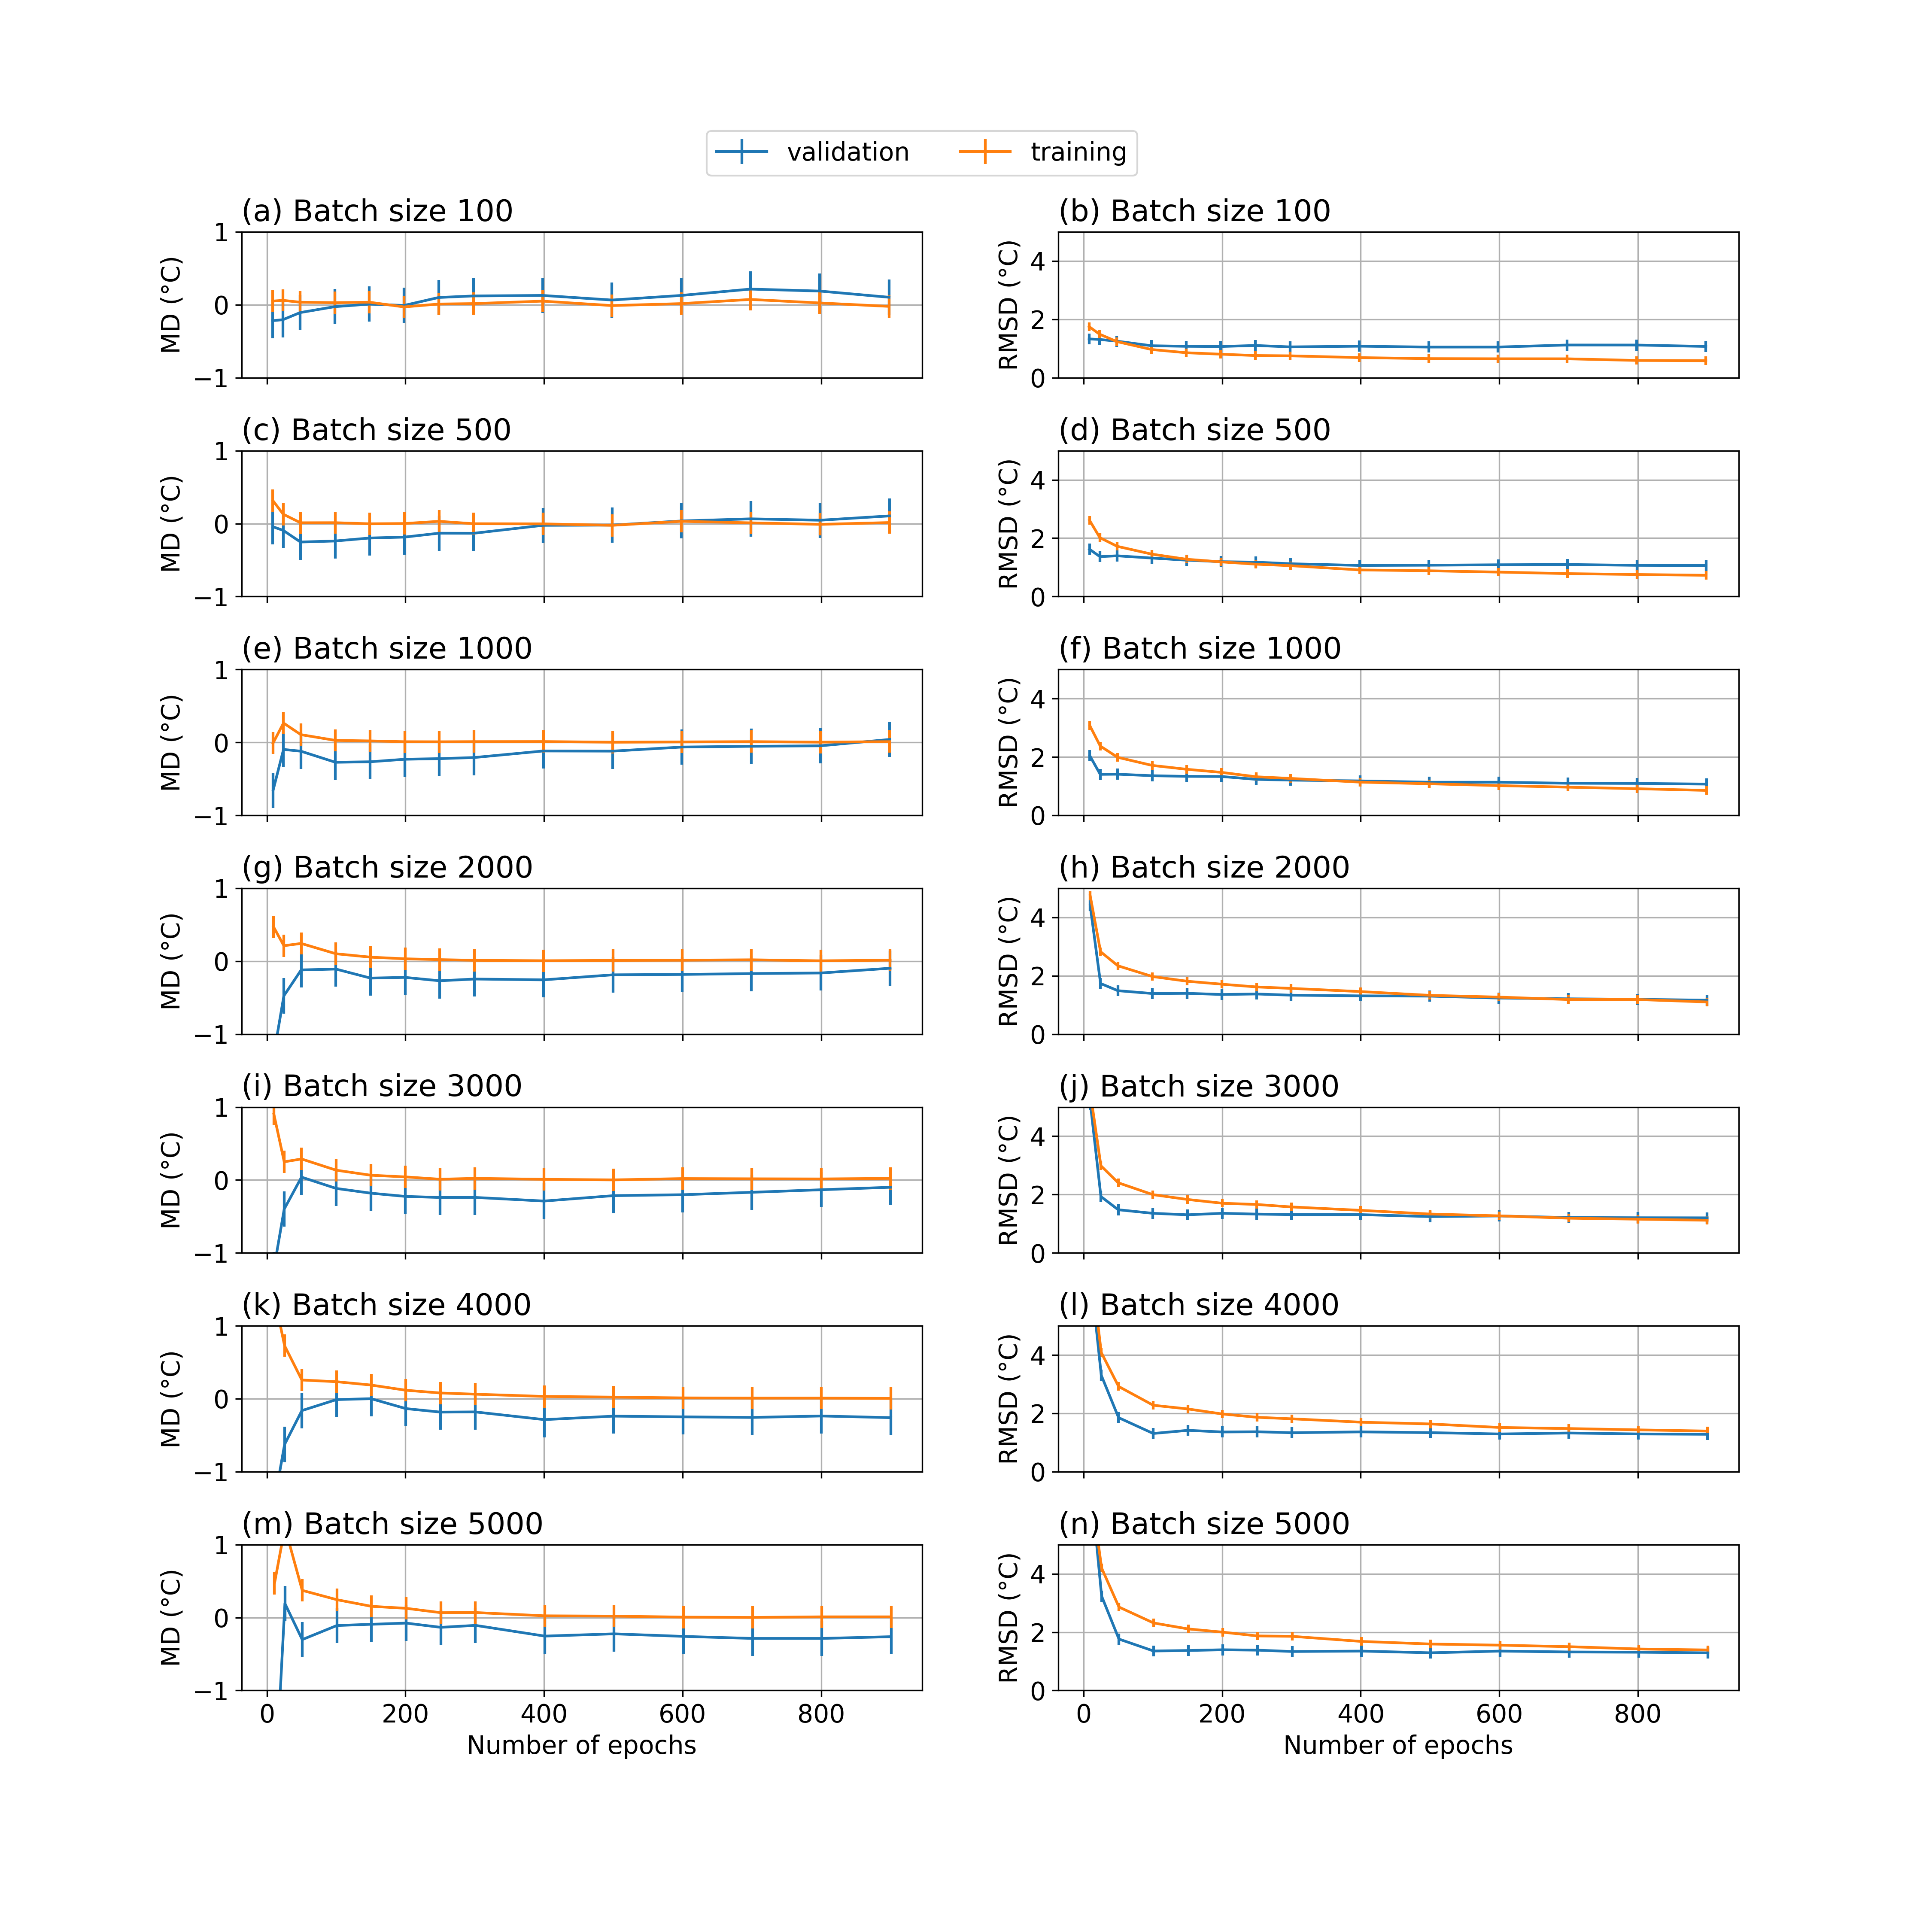 validation training
(a) Batch size 100
1
0
−1
MD (°C)
(b) Batch size 100
4
2
0
RMSD (°C)
(c) Batch size 500
1
0
−1
MD (°C)
(d) Batch size 500
4
2
0
RMSD (°C)
(e) Batch size 1000
1
0
−1
MD (°C)
(f) Batch size 1000
4
2
0
RMSD (°C)
(g) Batch size 2000
1
0
−1
MD (°C)
(h) Batch size 2000
4
2
0
RMSD (°C)
(i) Batch size 3000
1
0
−1
MD (°C)
(j) Batch size 3000
4
2
0
RMSD (°C)
(k) Batch size 4000
1
0
−1
MD (°C)
(l) Batch size 4000
4
2
0
RMSD (°C)
(m) Batch size 5000
1
0
−1
MD (°C)
0 200 400 600 800
Number of epochs
(n) Batch size 5000
4
2
0
RMSD (°C)
0 200 400 600 800
Number of epochs